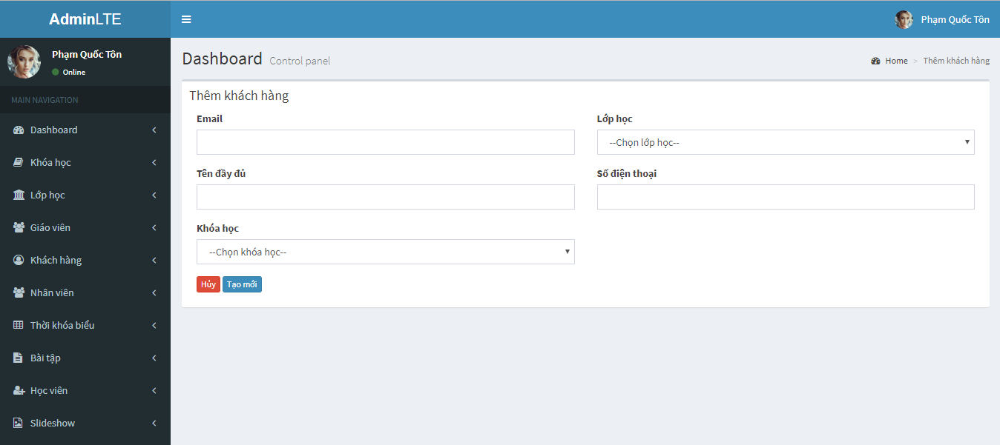 AdminLTE
Phạm Quốc Tôn
Phạm Quốc Tôn
Online
MAIN NAVIGATION
Dashboard
Khóa học
Lớp học
Giáo viên
Khách hàng
Nhân viên
Thời khóa biểu
Bài tập
Học viên
Slideshow
Dashboard Control panel
Home > Thêm khách hàng
Thêm khách hàng
Email
Lớp học
--Chọn lớp học--
Tên đầy đủ
Số điện thoại
Khóa học
--Chọn khóa học--
Hủy Tạo mới